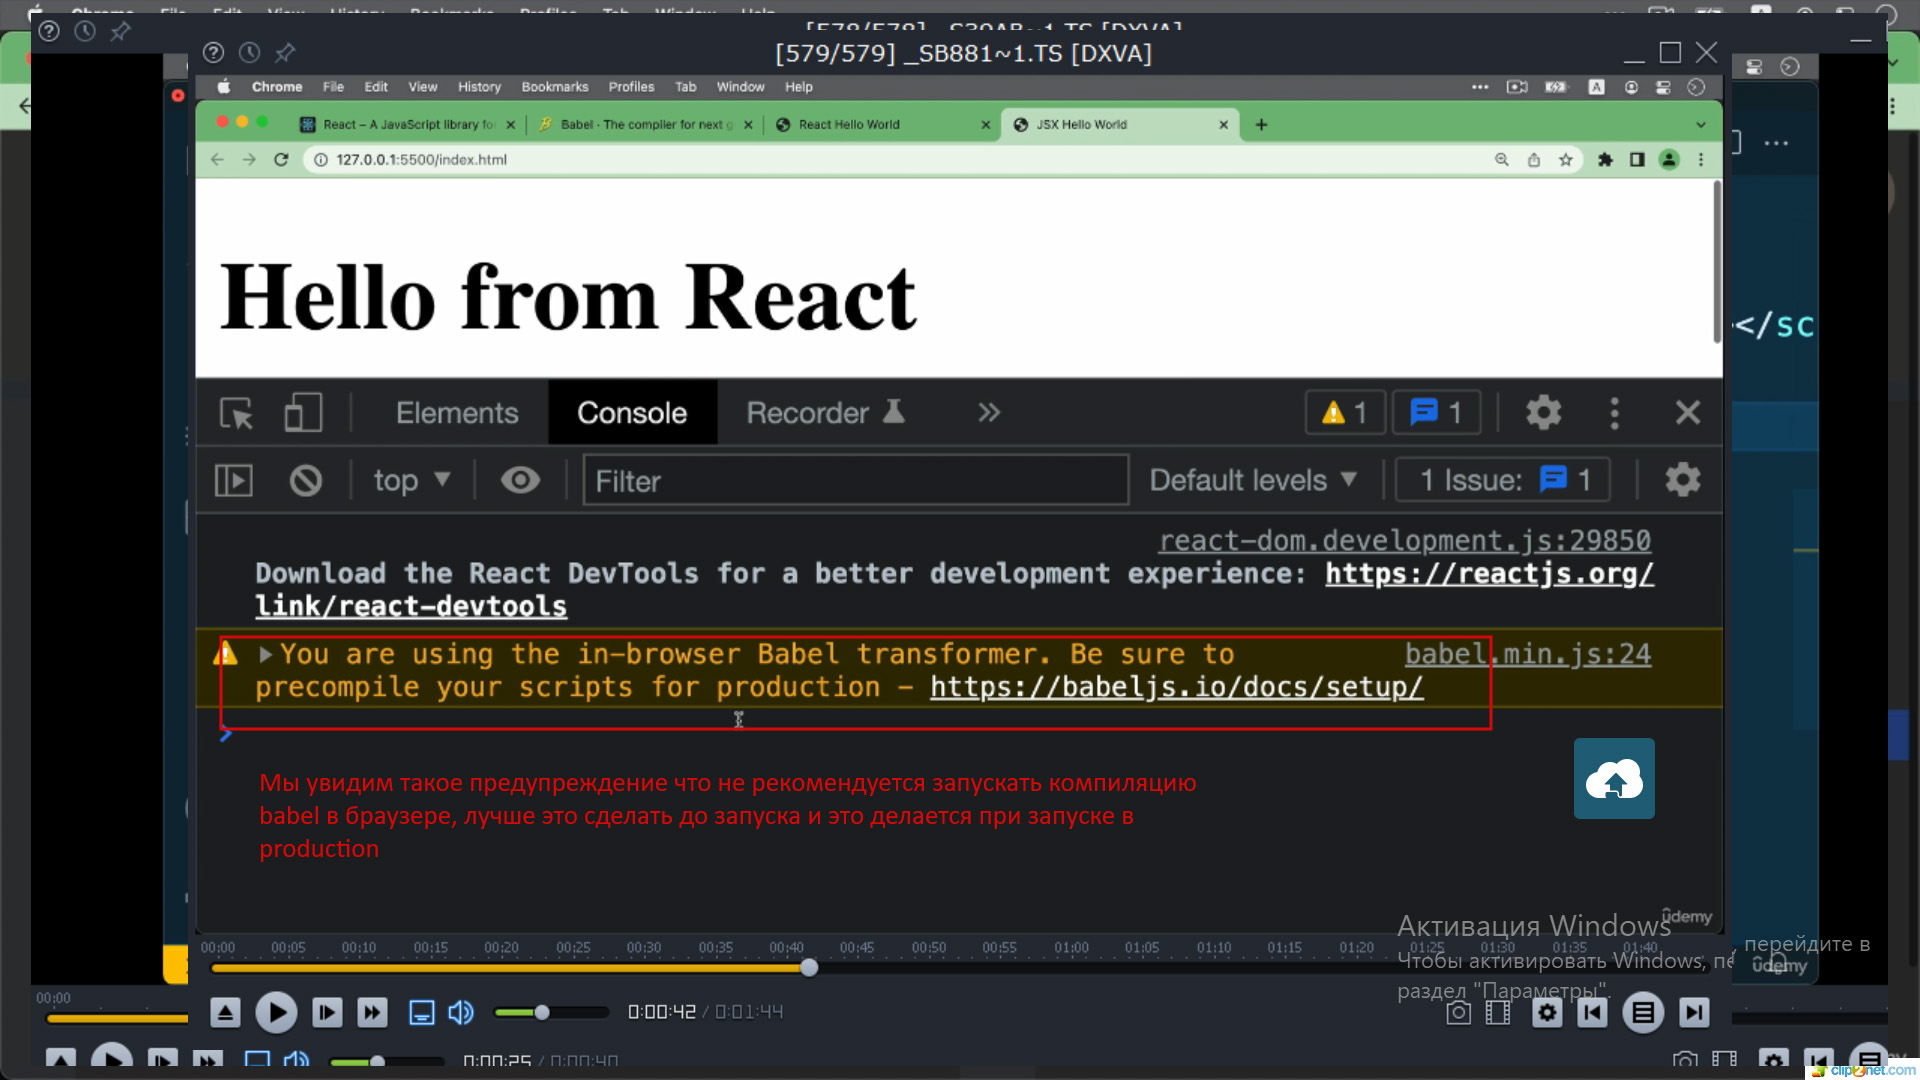 [579/579] _SB881~1.TS [DXVA]
Chrome File Edit View History Bookmarks Profiles Tab Window Help
React – A JavaScript library fo
Babel · The compiler for next g
React Hello World
JSX Hello World
127.0.0.1:5500/index.html
Hello from React
</sc
Elements Console Recorder 1 1
top Filter Default levels 1 Issue: 1
react-dom.development.js:29850
Download the React DevTools for a better development experience: https://reactjs.org/
link/react-devtools
You are using the in-browser Babel transformer. Be sure to babel.min.js:24
precompile your scripts for production – https://babeljs.io/docs/setup/
Мы увидим такое предупреждение что не рекомендуется запускать компиляцию
babel в браузере, лучше это сделать до запуска и это делается при запуске в
production
ûdemy
Активация Windows
Чтобы активировать Windows, перейдите в
раздел "Параметры".
ûdemy
00:00 00:05 00:10 00:15 00:20 00:25 00:30 00:35 00:40 00:45 00:50 00:55 01:00 01:05 01:10 01:15 01:20 01:25 01:30 01:35 01:40
00:00
0:00:42 / 0:01:44
0:00:25 / 0:00:40
clip2net.com